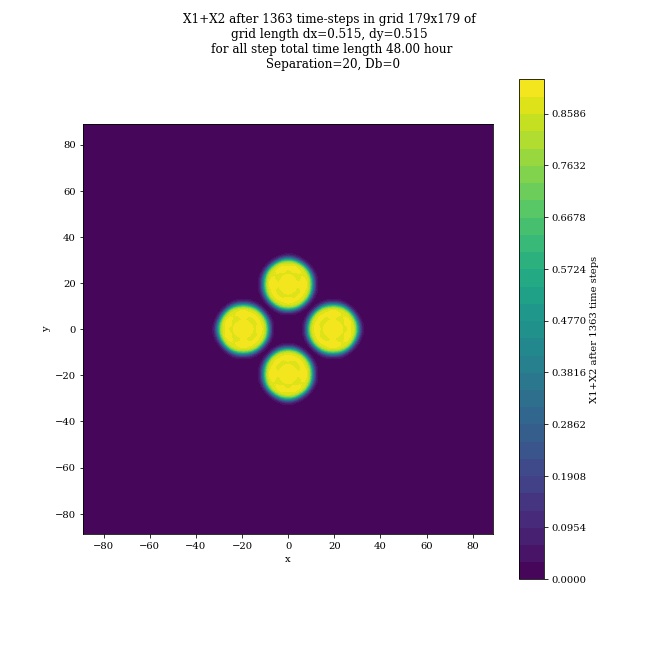 X1+X2 after 1363 time-steps in grid 179x179 of
grid length dx=0.515, dy=0.515
for all step total time length 48.00 hour
Separation=20, Db=0
80
60
40
20
0
−20
−40
−60
−80
y
−80 −60 −40 −20 0 20 40 60 80
x
0.8586
0.7632
0.6678
0.5724
0.4770
0.3816
0.2862
0.1908
0.0954
0.0000
X1+X2 after 1363 time steps